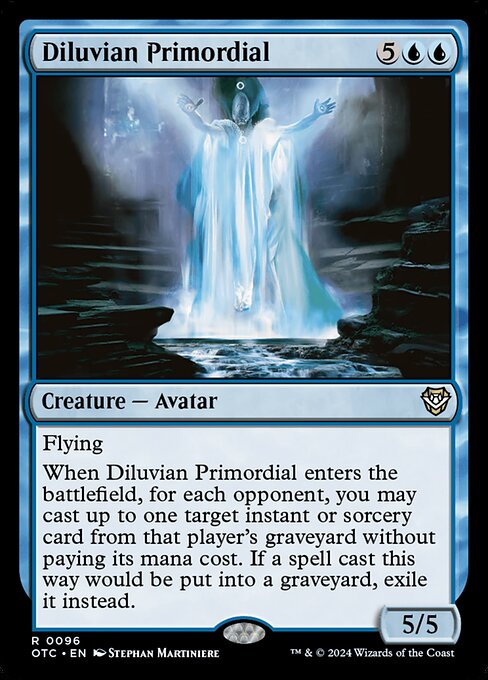 Diluvian Primordial 5
Creature — Avatar
Flying
When Diluvian Primordial enters the
battlefield, for each opponent, you may
cast up to one target instant or sorcery
card from that player's graveyard without
paying its mana cost. If a spell cast this
way would be put into a graveyard, exile
it instead.
5/5
R 0096
OTC • EN Stephan Martiniere
™ & © 2024 Wizards of the Coast